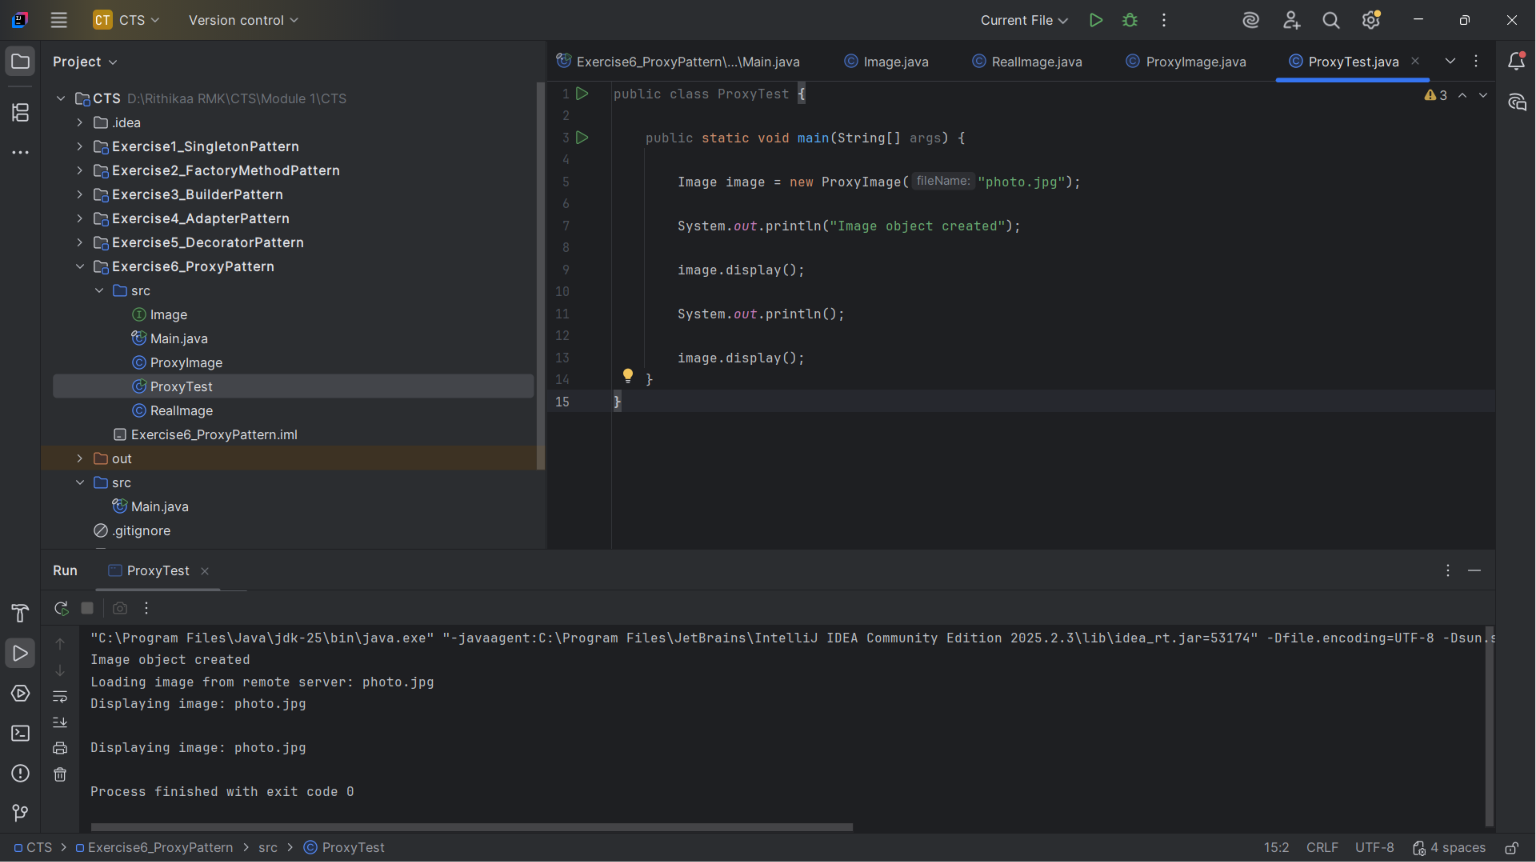 CT CTS Version control Current File
Project
Exercise6_ProxyPattern\...\Main.java Image.java RealImage.java ProxyImage.java ProxyTest.java
CTS D:\Rithikaa RMK\CTS\Module 1\CTS
.idea
Exercise1_SingletonPattern
Exercise2_FactoryMethodPattern
Exercise3_BuilderPattern
Exercise4_AdapterPattern
Exercise5_DecoratorPattern
Exercise6_ProxyPattern
src
Image
Main.java
ProxyImage
ProxyTest
RealImage
Exercise6_ProxyPattern.iml
out
src
Main.java
.gitignore
1 public class ProxyTest {
3
2
3 public static void main(String[] args) {
4
5 Image image = new ProxyImage( fileName: "photo.jpg");
6
7 System.out.println("Image object created");
8
9 image.display();
10
11 System.out.println();
12
13 image.display();
14 }
15 }
Run ProxyTest
"C:\Program Files\Java\jdk-25\bin\java.exe" "-javaagent:C:\Program Files\JetBrains\IntelliJ IDEA Community Edition 2025.2.3\lib\idea_rt.jar=53174" -Dfile.encoding=UTF-8 -Dsun.s
Image object created
Loading image from remote server: photo.jpg
Displaying image: photo.jpg
Displaying image: photo.jpg
Process finished with exit code 0
CTS > Exercise6_ProxyPattern > src > ProxyTest 15:2 CRLF UTF-8 4 spaces